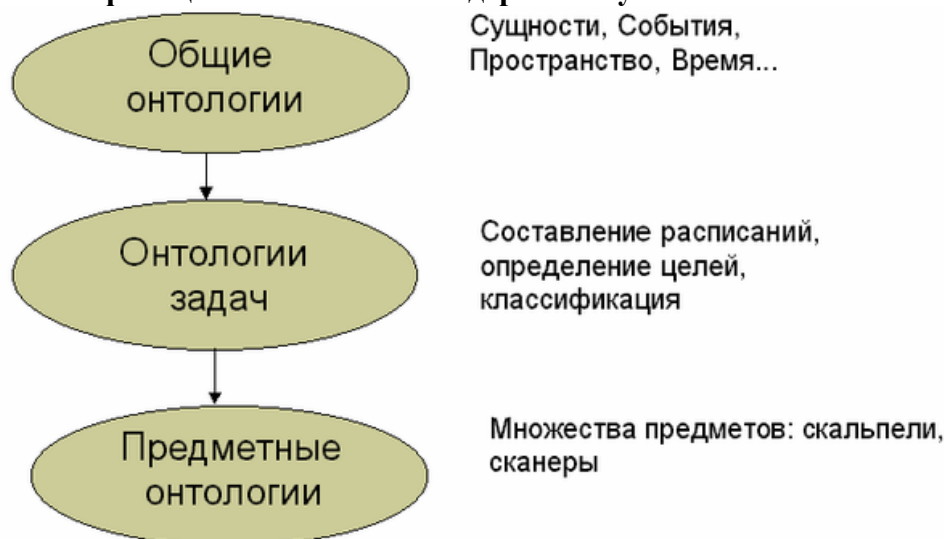 Общие
онтологии
Сущности, События,
Пространство, Время...
Онтологии
задач
Составление расписаний,
определение целей,
классификация
Предметные
онтологии
Множества предметов: скальпели,
сканеры